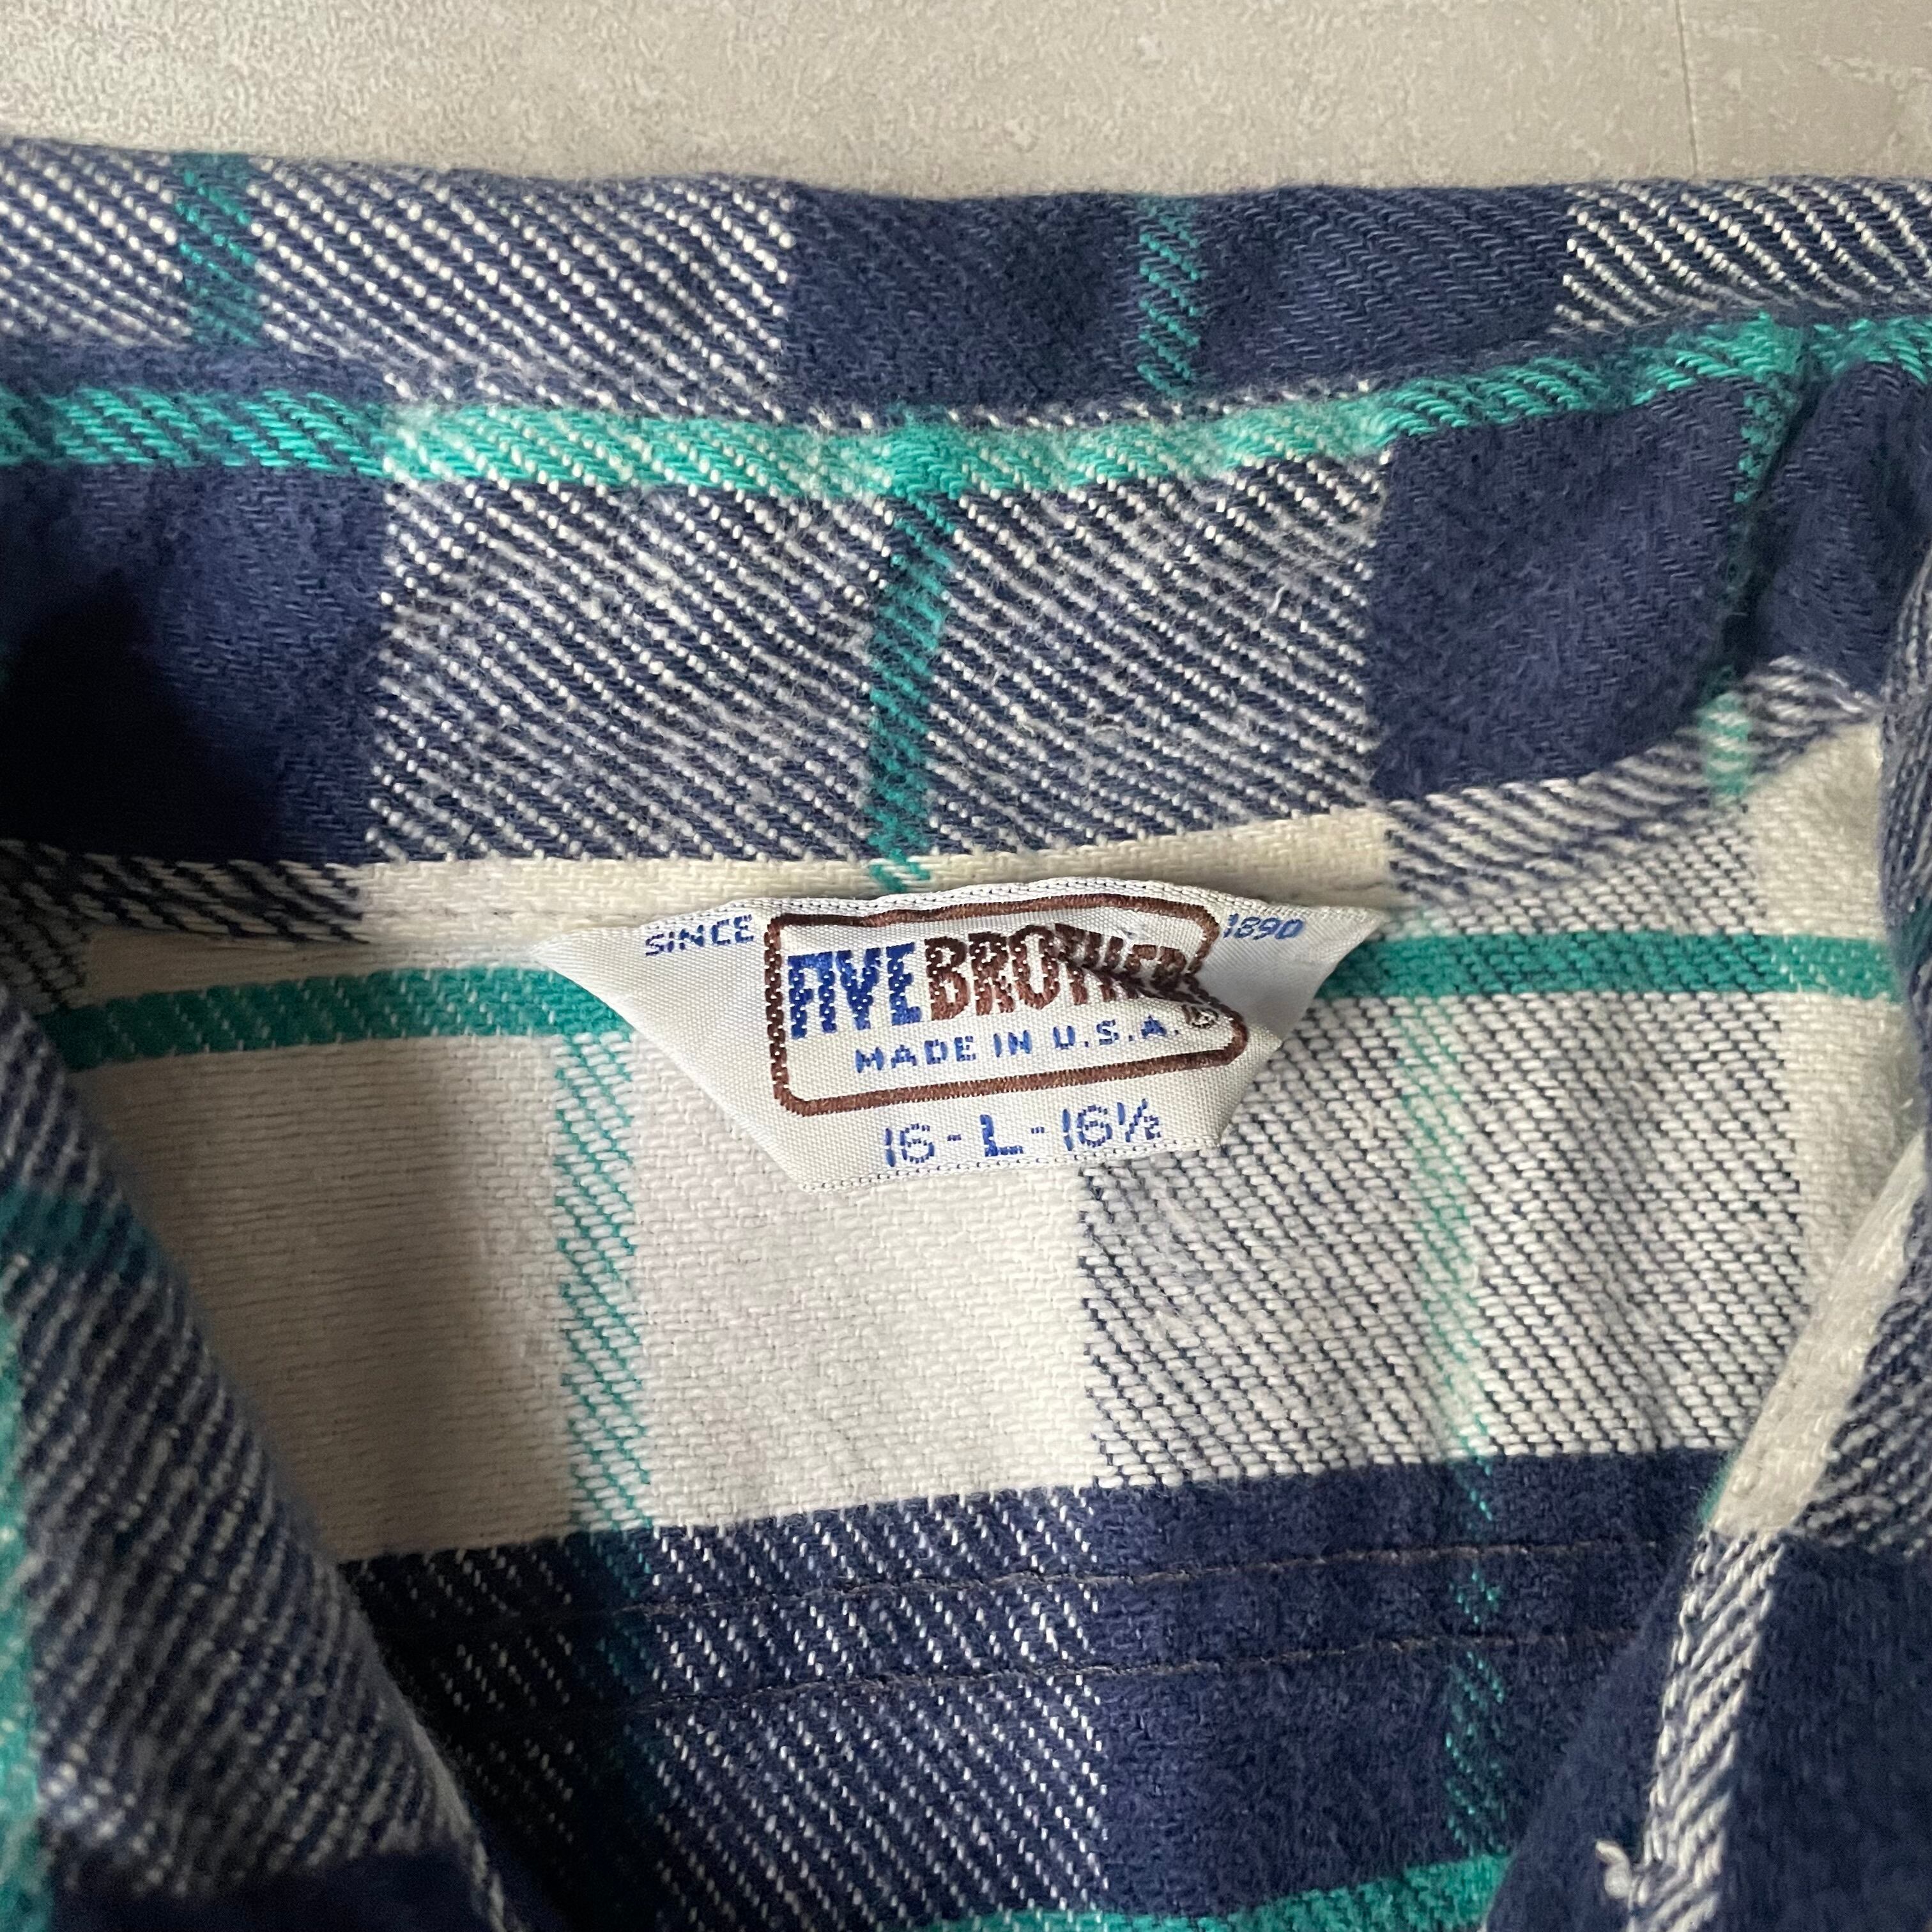 SINCE 1890
FIVE BROTHER
MADE IN U.S.A.
16-L-16½